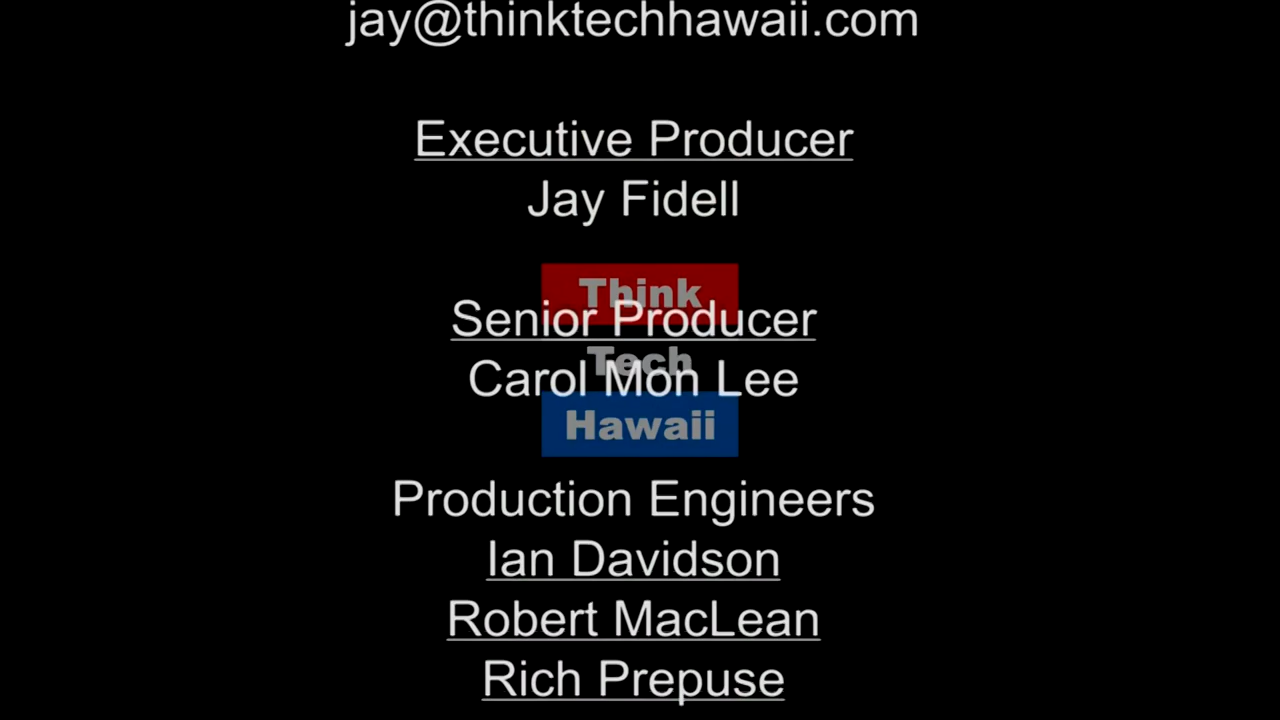 jay@thinktechhawaii.com
Executive Producer
Jay Fidell
Think
Senior Producer
Tech
Carol Mon Lee
Hawaii
Production Engineers
Ian Davidson
Robert MacLean
Rich Prepuse